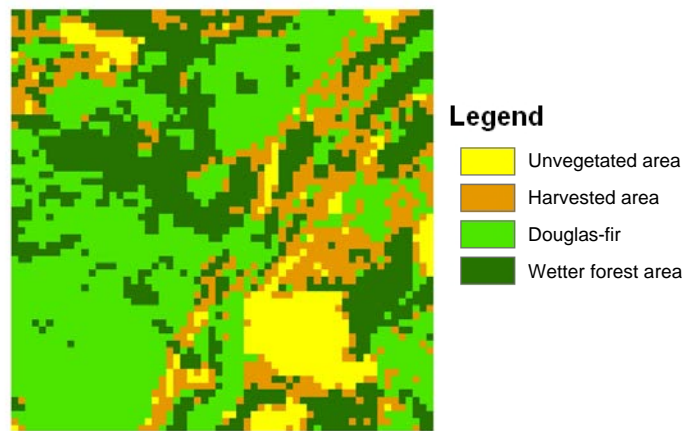 Legend
Unvegetated area
Harvested area
Douglas-fir
Wetter forest area